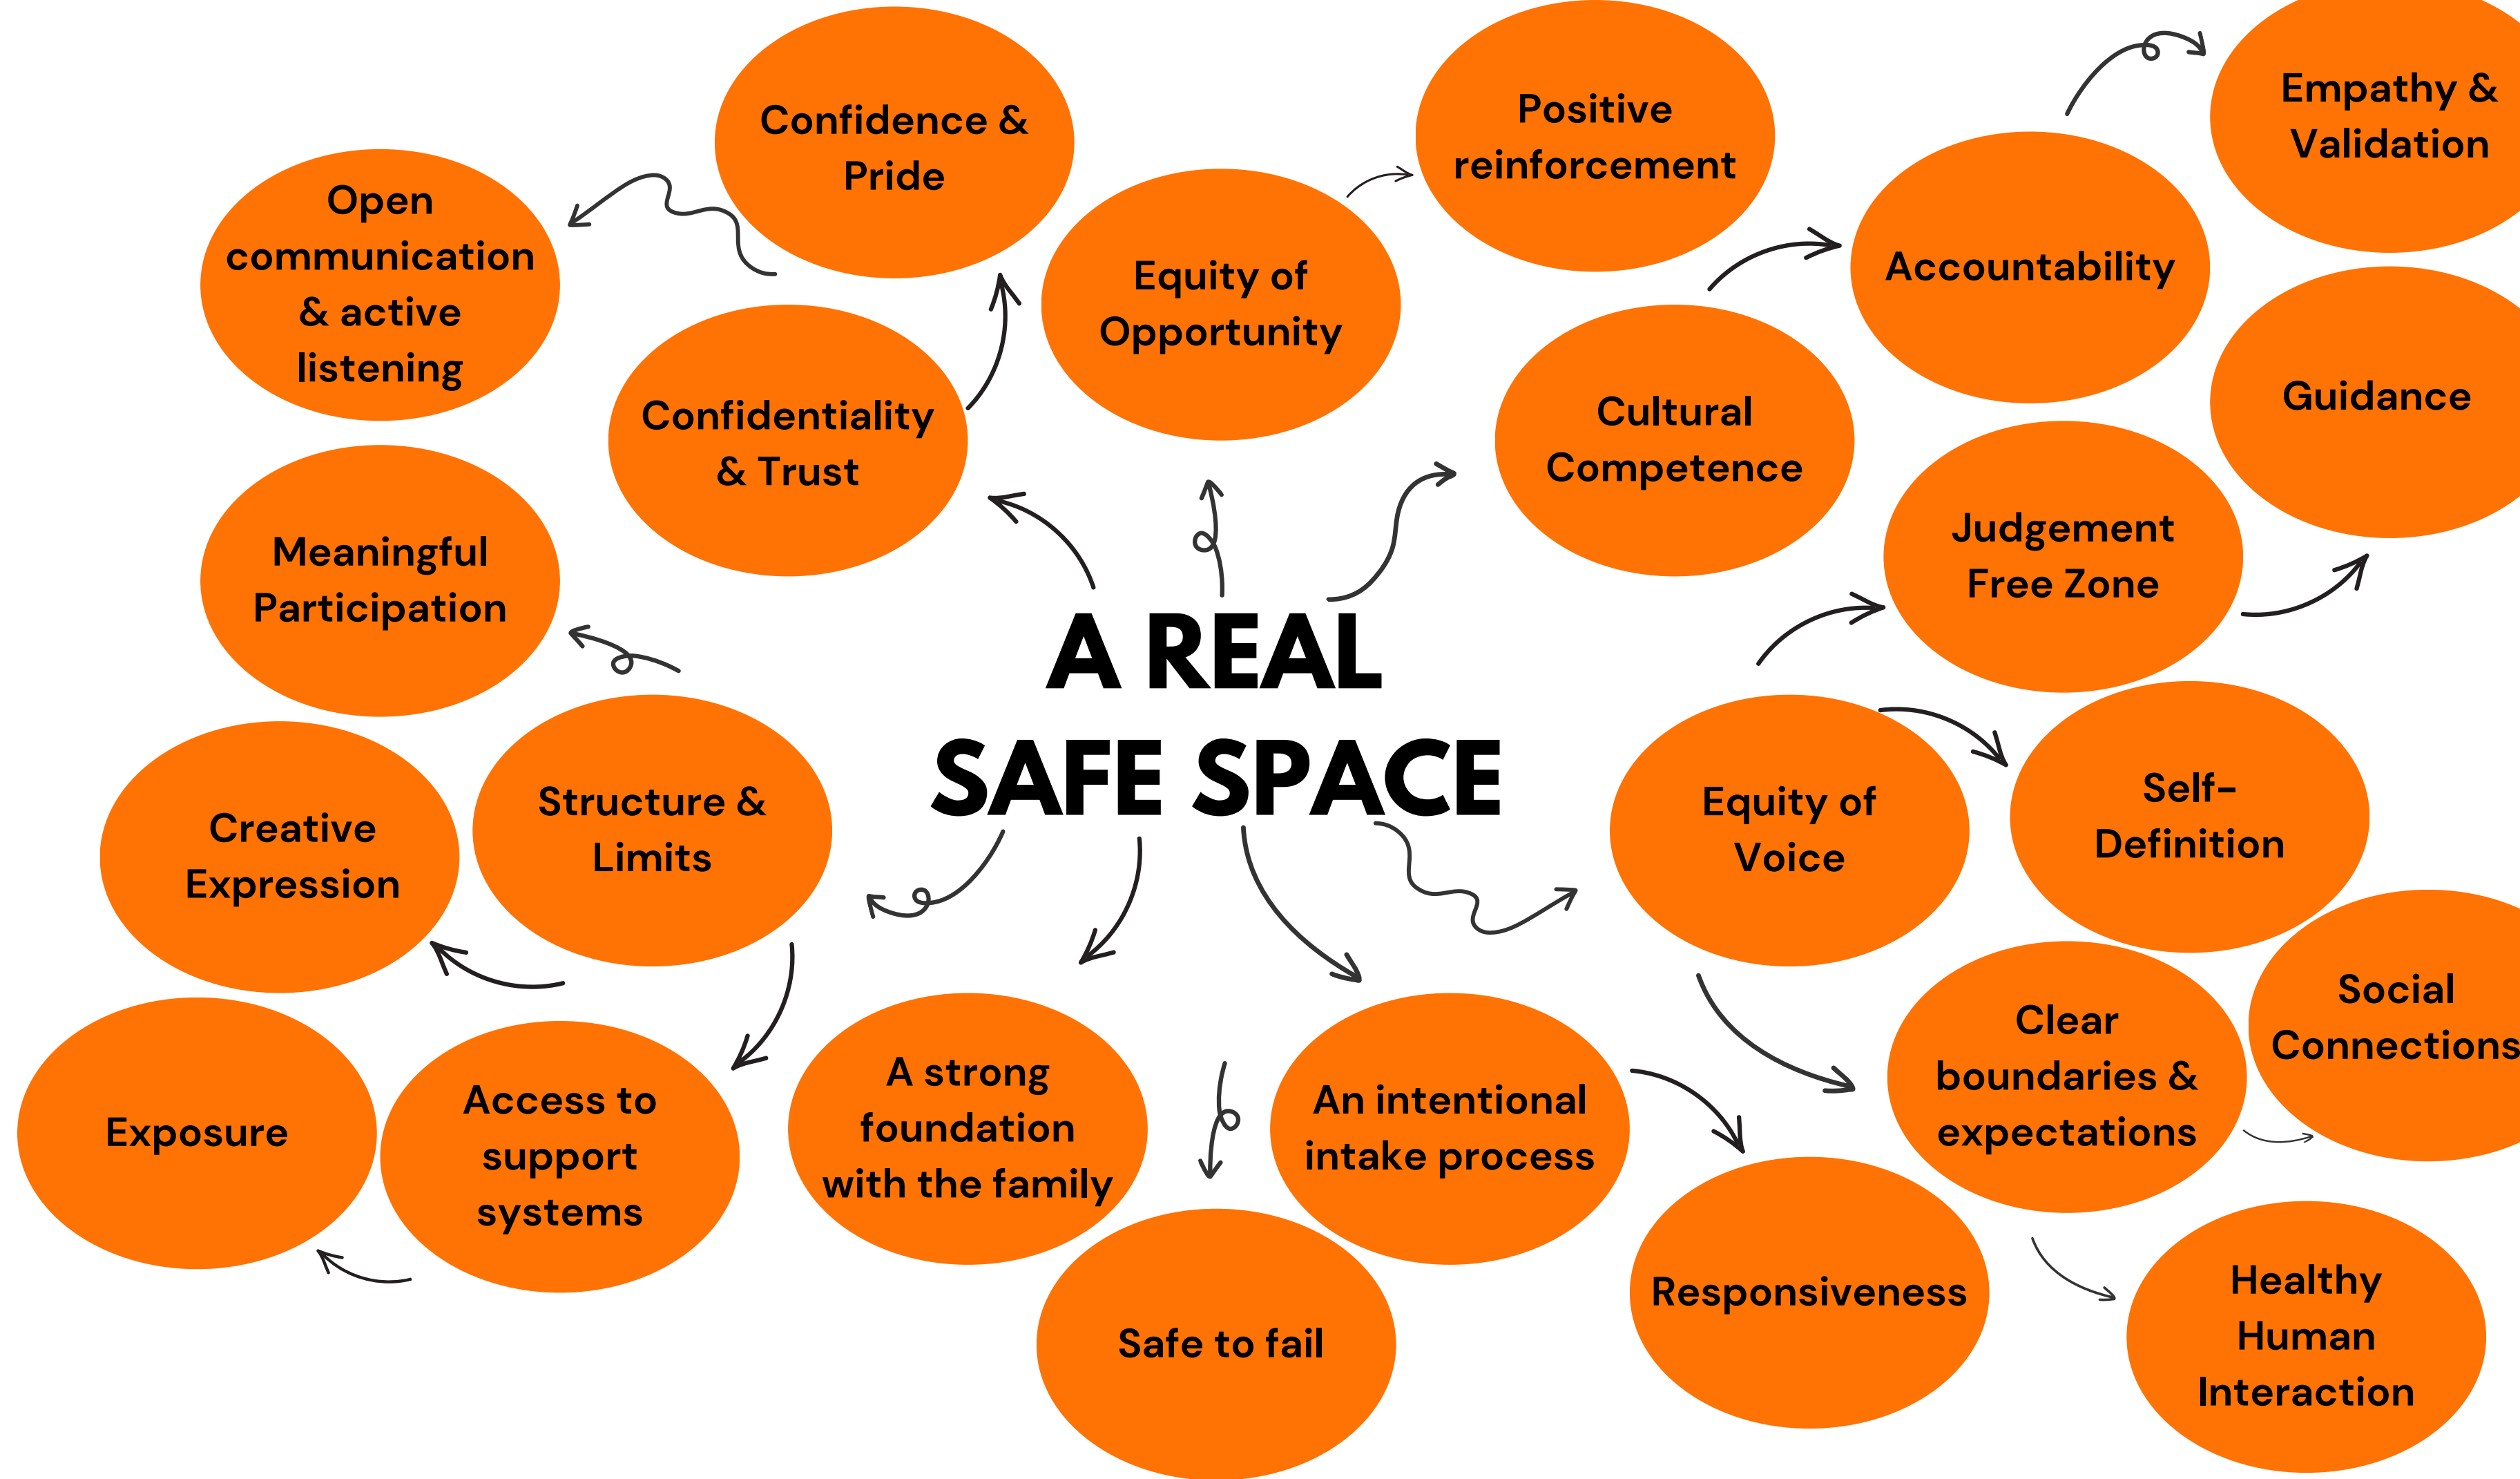 Confidence &
Pride
Positive
reinforcement
Empathy &
Validation
Open
communication
& active
listening
Equity of
Opportunity
Accountability
Confidentiality
& Trust
Cultural
Competence
Guidance
Meaningful
Participation
Judgement
Free Zone
A REAL
SAFE SPACE
Creative
Expression
Structure &
Limits
Equity of
Voice
Self-
Definition
Social
Connections
Clear
boundaries &
expectations
Exposure
Access to
support
systems
A strong
foundation
with the family
An intentional
intake process
Responsiveness
Safe to fail
Healthy
Human
Interaction